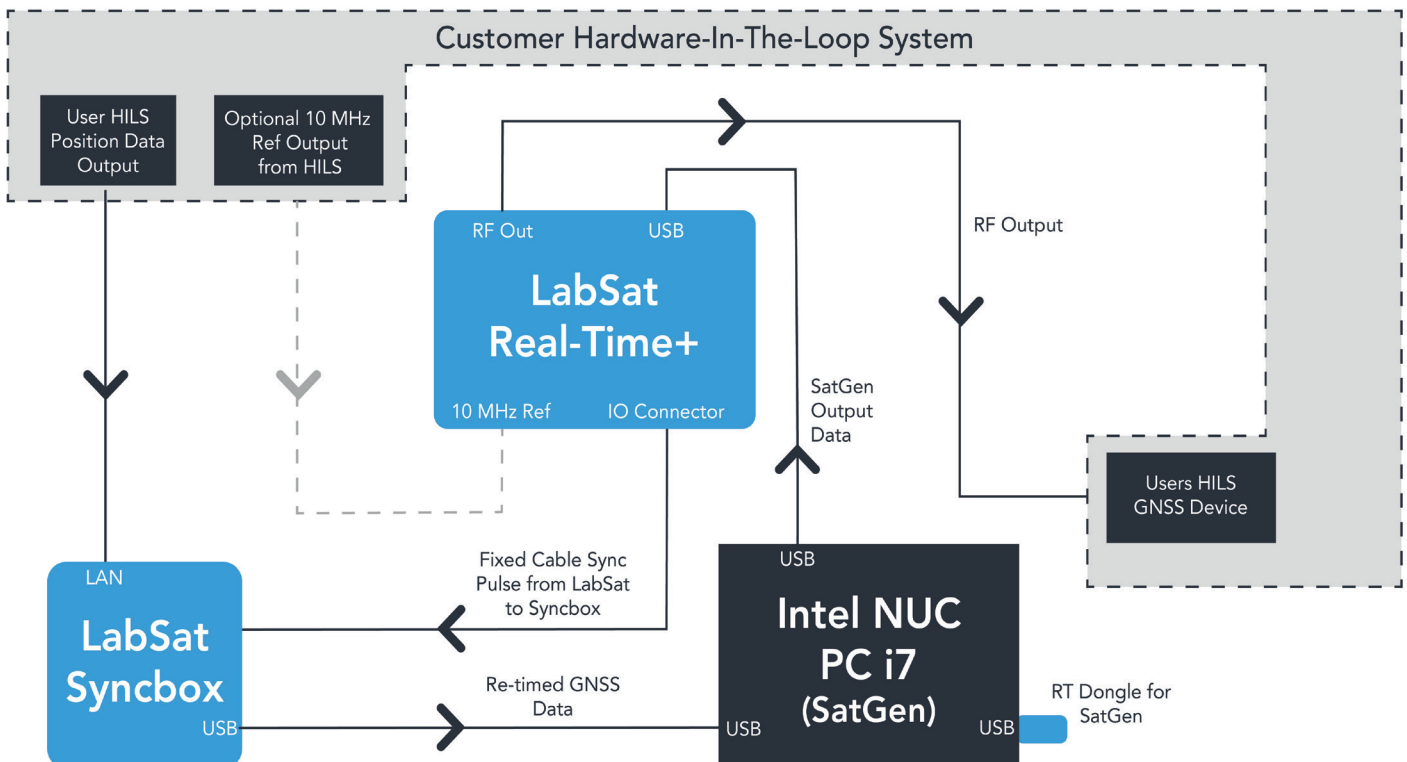 Customer Hardware-In-The-Loop System
User HILS
Position Data
Output
Optional 10 MHz
Ref Output
from HILS
RF Out
USB
LabSat
Real-Time+
10 MHz Ref
IO Connector
RF Output
SatGen
Output
Data
Users HILS
GNSS Device
Fixed Cable Sync
Pulse from LabSat
to Syncbox
LAN
LabSat
Syncbox
USB
Re-timed GNSS
Data
USB
Intel NUC
PC i7
(SatGen)
USB
USB
RT Dongle for
SatGen